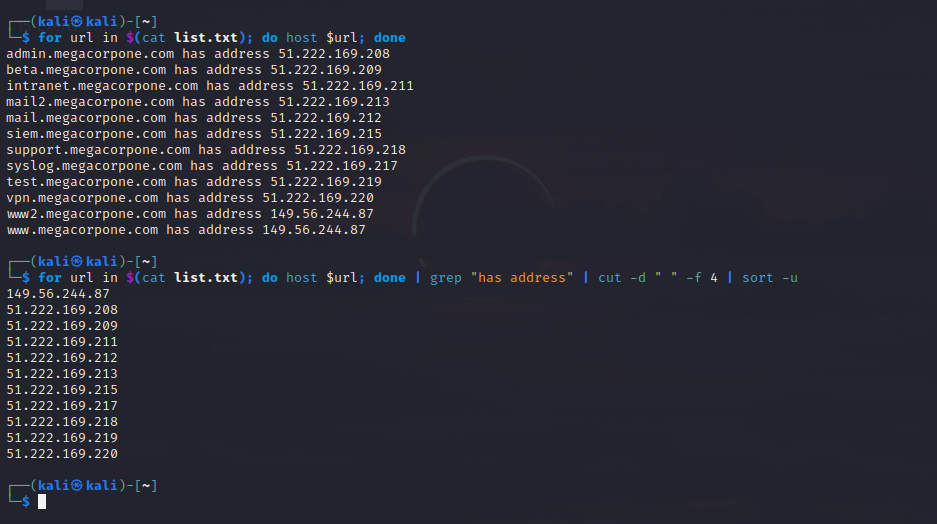 ┌──(kali㉿kali)-[~]
└─$ for url in $(cat list.txt); do host $url; done
admin.megacorpone.com has address 51.222.169.208
beta.megacorpone.com has address 51.222.169.209
intranet.megacorpone.com has address 51.222.169.211
mail2.megacorpone.com has address 51.222.169.213
mail.megacorpone.com has address 51.222.169.212
siem.megacorpone.com has address 51.222.169.215
support.megacorpone.com has address 51.222.169.218
syslog.megacorpone.com has address 51.222.169.217
test.megacorpone.com has address 51.222.169.219
vpn.megacorpone.com has address 51.222.169.220
www2.megacorpone.com has address 149.56.244.87
www.megacorpone.com has address 149.56.244.87
┌──(kali㉿kali)-[~]
└─$ for url in $(cat list.txt); do host $url; done | grep "has address" | cut -d " " -f 4 | sort -u
149.56.244.87
51.222.169.208
51.222.169.209
51.222.169.211
51.222.169.212
51.222.169.213
51.222.169.215
51.222.169.217
51.222.169.218
51.222.169.219
51.222.169.220
┌──(kali㉿kali)-[~]
└─$